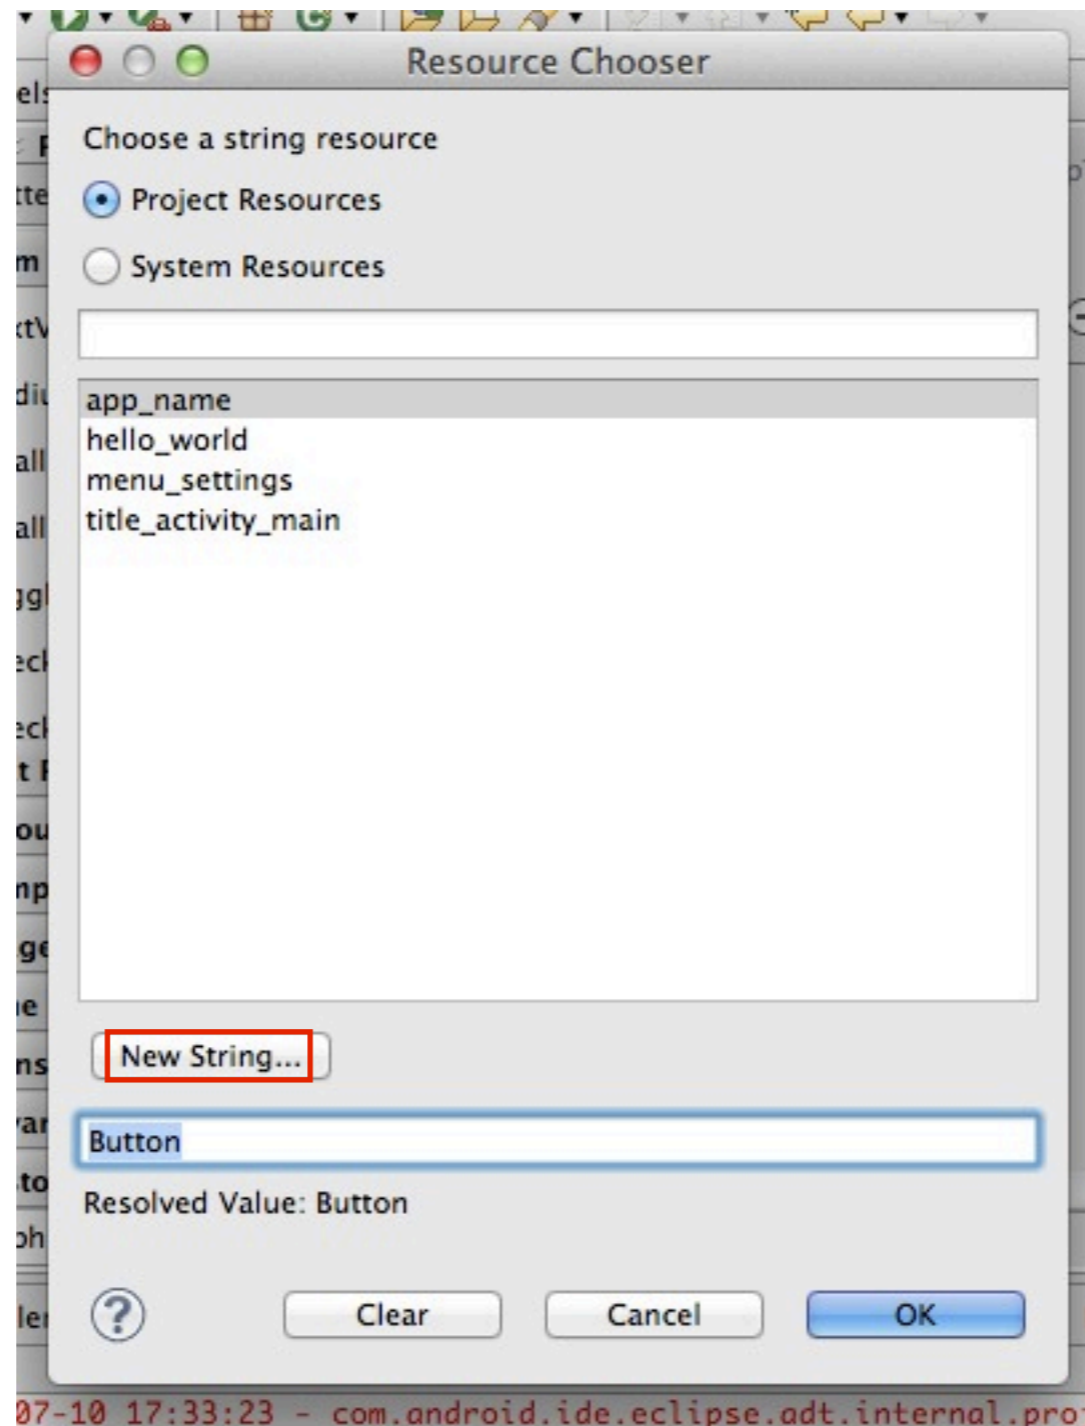 Resource Chooser
Choose a string resource
Project Resources
System Resources
app_name
hello_world
menu_settings
title_activity_main
New String...
Button
Resolved Value: Button
?
Clear
Cancel
OK
07-10 17:33:23 - com.android.ide.eclipse.adt.internal.pro